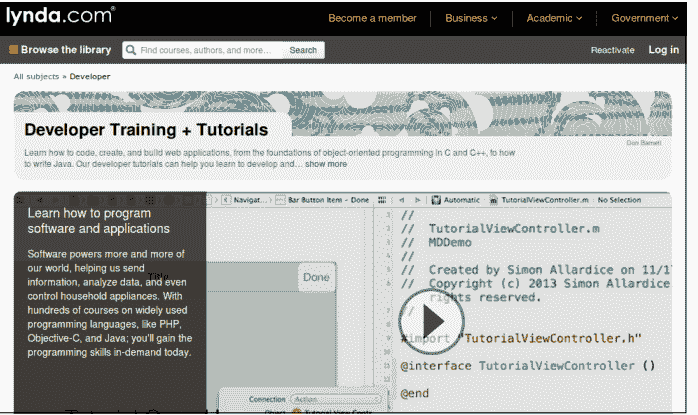 lynda.com®
Become a member
Business
Academic
Government
Browse the library
Find courses, authors, and more...
Search
Reactivate
Log in
All subjects » Developer
Developer Training + Tutorials
Don Barnett
Learn how to code, create, and build web applications, from the foundations of object-oriented programming in C and C++, to how
to write Java. Our developer tutorials can help you learn to develop and... show more
Learn how to program
software and applications
Software powers more and more of
our world, helping us send
information, analyze data, and even
control household appliances. With
hundreds of courses on widely used
programming languages, like PHP,
Objective-C, and Java; you'll gain the
programming skills in-demand today.
Navigat...
Bar Button Item - Done
Automatic
TutorialViewController.m
No Selection
Title
Done
//
// TutorialViewController.m
// MDDemo
//
// Created by Simon Allardice on 11/1
// Copyright (c) 2013 Simon Allardice.
rights reserved.
//
#import "TutorialViewController.h"
@interface TutorialViewController ()
@end
Connection
Action
Object